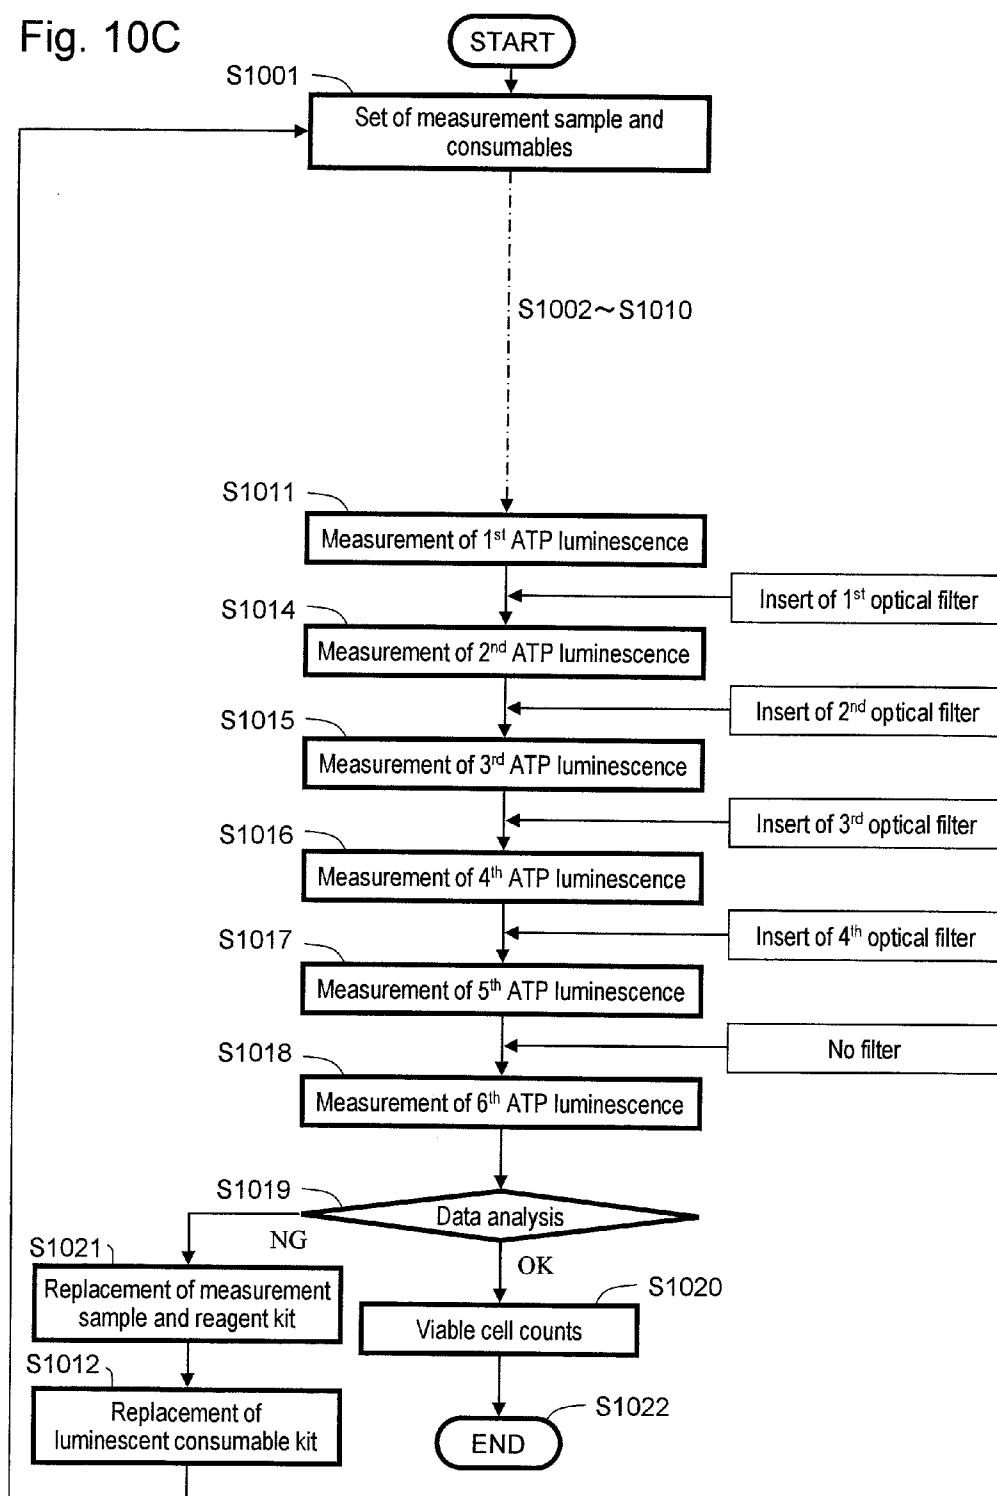 Fig. 10C
START
S1001
Set of measurement sample and
consumables
S1002～S1010
S1011
Measurement of 1st ATP luminescence
Insert of 1st optical filter
S1014
Measurement of 2nd ATP luminescence
Insert of 2nd optical filter
S1015
Measurement of 3rd ATP luminescence
Insert of 3rd optical filter
S1016
Measurement of 4th ATP luminescence
Insert of 4th optical filter
S1017
Measurement of 5th ATP luminescence
No filter
S1018
Measurement of 6th ATP luminescence
S1019
Data analysis
NG
OK
S1021
Replacement of measurement
sample and reagent kit
S1020
Viable cell counts
S1012
Replacement of
luminescent consumable kit
S1022
END